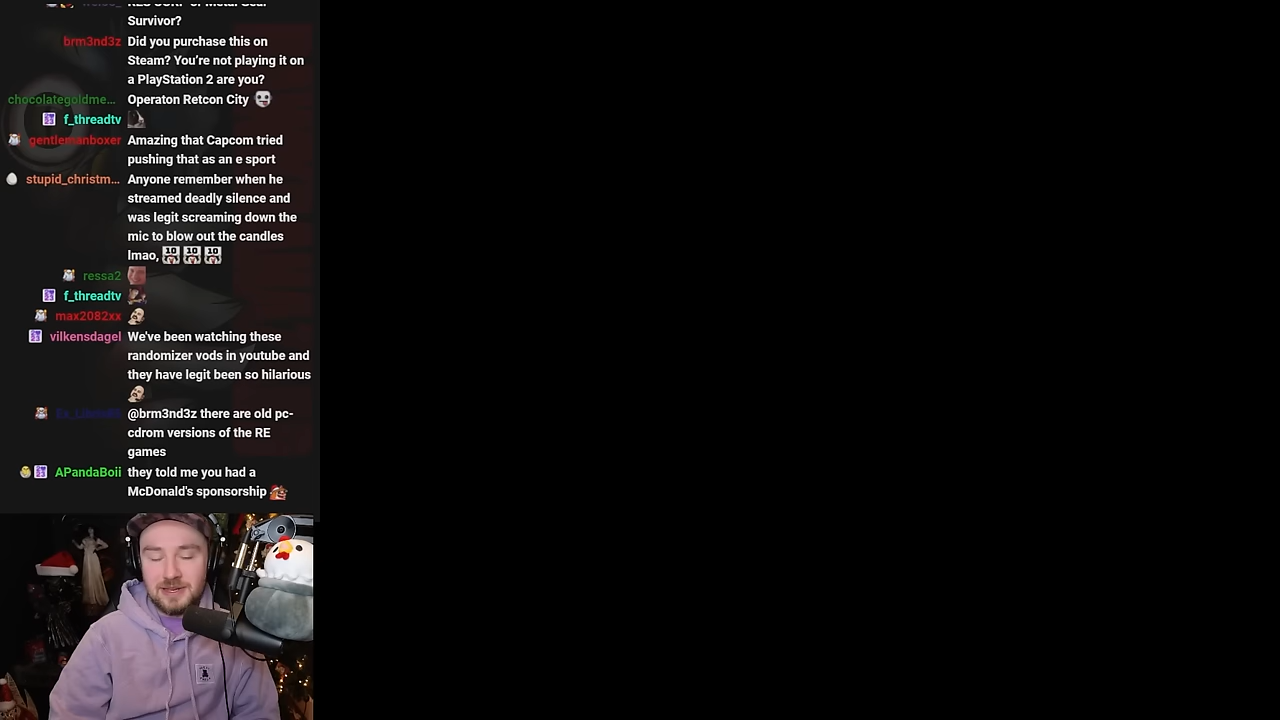 Survivor?
brm3nd3z Did you purchase this on
Steam? You're not playing it on
a PlayStation 2 are you?
chocolategoldme… Operaton Retcon City
f_threadtv
gentlemanboxer Amazing that Capcom tried
pushing that as an e sport
stupid_christm… Anyone remember when he
streamed deadly silence and
was legit screaming down the
mic to blow out the candles
lmao,
ressa2
f_threadtv
max2082xx
vilkensdagel We've been watching these
randomizer vods in youtube and
they have legit been so hilarious
@brm3nd3z there are old pc-
cdrom versions of the RE
games
APandaBoii they told me you had a
McDonald's sponsorship